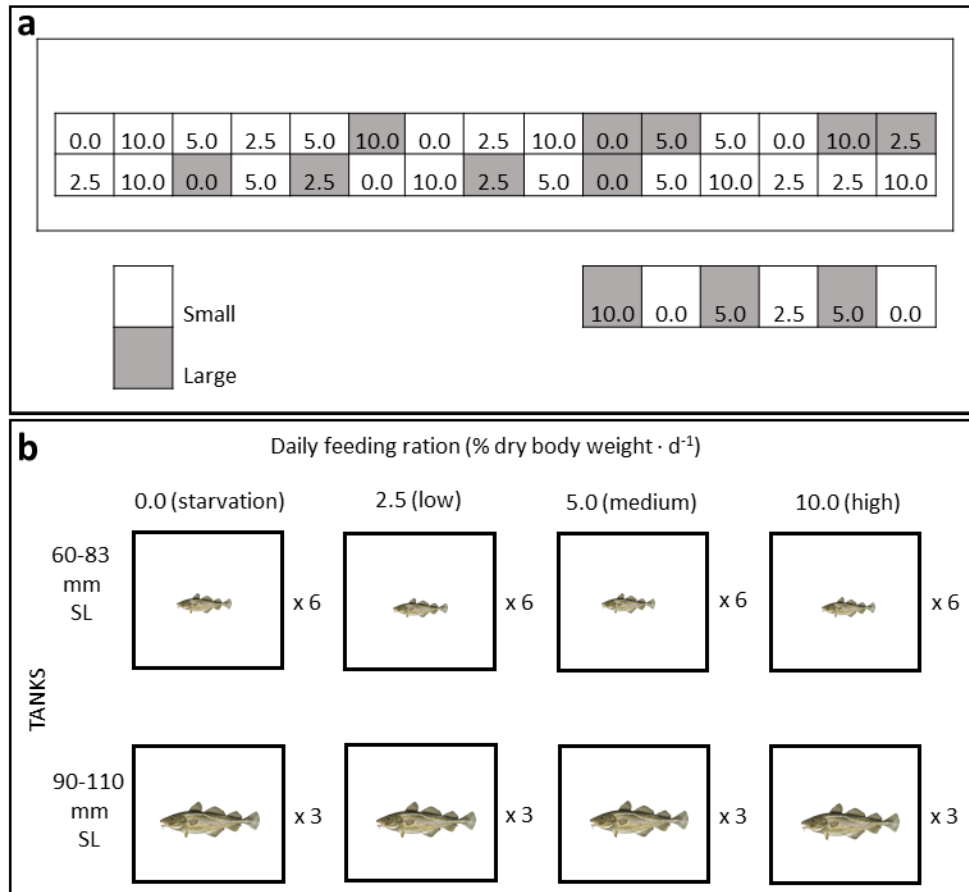 a
0.0 10.0 5.0 2.5 5.0 10.0 0.0 2.5 10.0 0.0 5.0 5.0 0.0 10.0 2.5
2.5 10.0 0.0 5.0 2.5 0.0 10.0 2.5 5.0 0.0 5.0 10.0 2.5 2.5 10.0
Small
10.0 0.0 5.0 2.5 5.0 0.0
Large
b
Daily feeding ration (% dry body weight · d⁻¹)
0.0 (starvation) 2.5 (low) 5.0 (medium) 10.0 (high)
60-83
mm
SL
x 6 x 6 x 6 x 6
TANKS
90-110
mm
SL
x 3 x 3 x 3 x 3